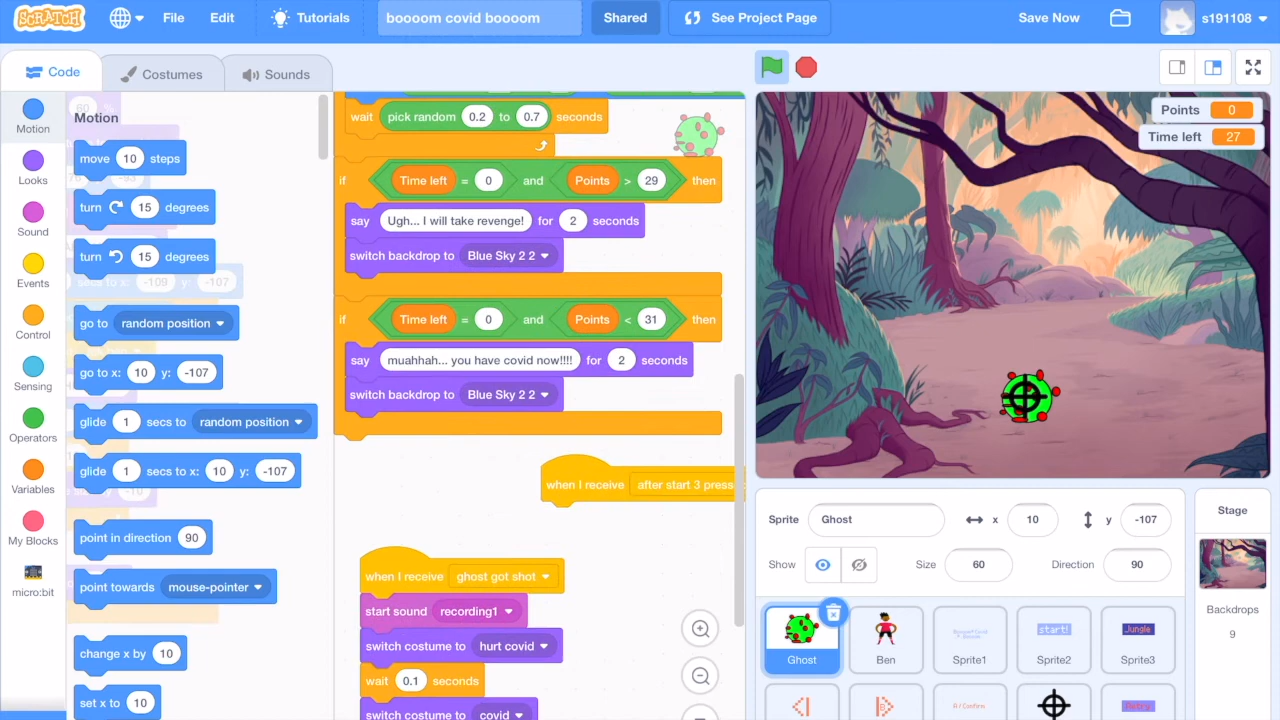 SCRATCH File Edit Tutorials boooom covid boooom Shared See Project Page Save Now s191108
Code Costumes Sounds
Motion
Looks
Sound
Events
Control
Sensing
Operators
Variables
My Blocks
micro:bit
Motion
move 10 steps
turn 15 degrees
turn 15 degrees
secs to x: -109 y: -107
go to random position
go to x: 10 y: -107
glide 1 secs to random position
glide 1 secs to x: 10 y: -107
point in direction 90
point towards mouse-pointer
change x by 10
set x to 10
wait pick random 0.2 to 0.7 seconds
if Time left = 0 and Points > 29 then
say Ugh... I will take revenge! for 2 seconds
switch backdrop to Blue Sky 2 2
if Time left = 0 and Points < 31 then
say muahhah... you have covid now!!!! for 2 seconds
switch backdrop to Blue Sky 2 2
when I receive after start 3 press
when I receive ghost got shot
start sound recording1
switch costume to hurt covid
wait 0.1 seconds
switch costume to covid
Points 0
Time left 27
Sprite Ghost x 10 y -107
Show Size 60 Direction 90
Stage
Backdrops
9
start! Jungle
Ghost Ben Sprite1 Sprite2 Sprite3
B / Confirm Retry